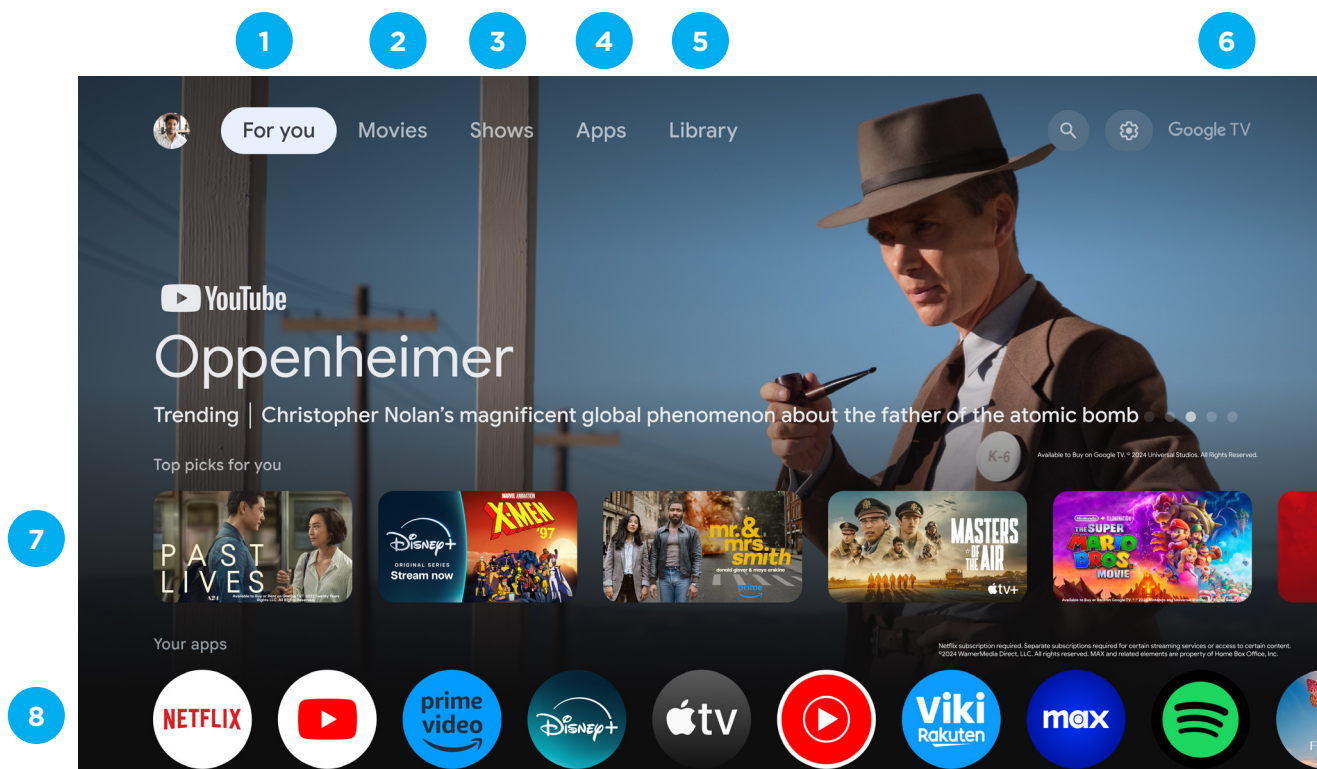 1 2 3 4 5 6
For you Movies Shows Apps Library Google TV
YouTube
Oppenheimer
Trending | Christopher Nolan's magnificent global phenomenon about the father of the atomic bomb
K-6
Available to Buy on Google TV. © 2024 Universal Studios. All Rights Reserved.
Top picks for you
7
PAST
LIVES
A24
Disney+
ORIGINAL SERIES
Stream now
MARVEL ANIMATION
X-MEN
'97
mr.&
mrs.
smith
donald glover & maya erskine
prime
MASTERS
OF
THE AIR
tv+
Nintendo + ILLUMINATION
THE SUPER
MARIO
BROS
MOVIE
Your apps
Netflix subscription required. Separate subscriptions required for certain streaming services or access to certain content.
©2024 WarnerMedia Direct, LLC. All rights reserved. MAX and related elements are property of Home Box Office, Inc.
8
NETFLIX
prime
video
Disney+
tv
Viki
Rakuten
max
F